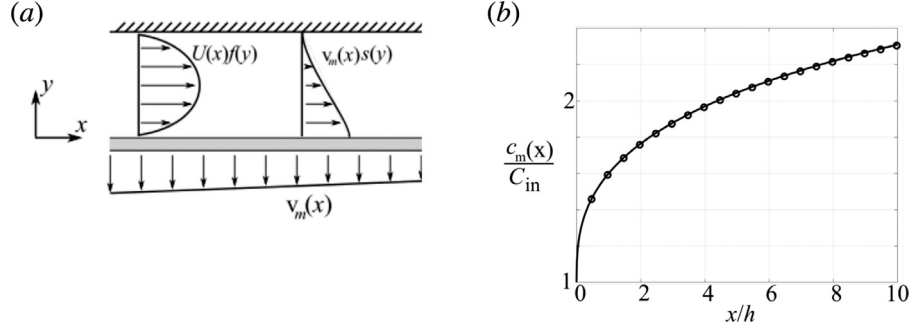 (a)
U(x)f(y)
v_m(x)s(y)
y
x
v_m(x)
(b)
2
c_m(x)
C_in
1
0 2 4 6 8 10
x/h